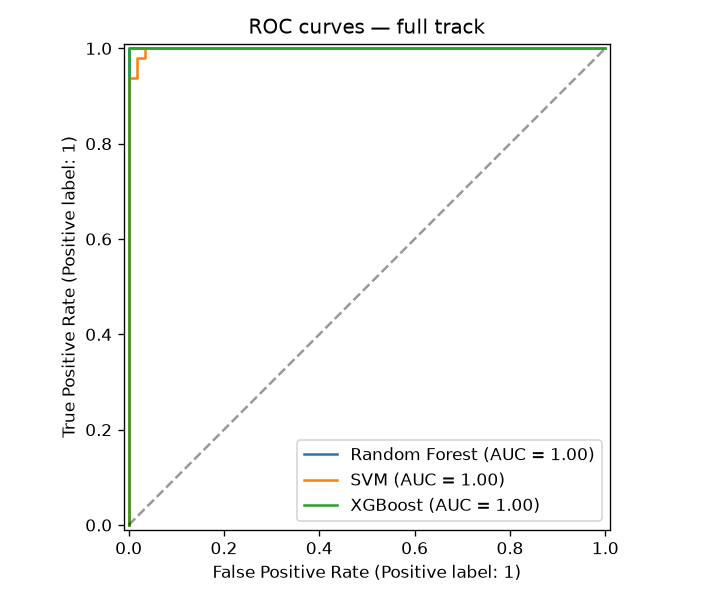 ROC curves — full track
1.0
0.8
0.6
0.4
0.2
0.0
True Positive Rate (Positive label: 1)
Random Forest (AUC = 1.00)
SVM (AUC = 1.00)
XGBoost (AUC = 1.00)
0.0 0.2 0.4 0.6 0.8 1.0
False Positive Rate (Positive label: 1)